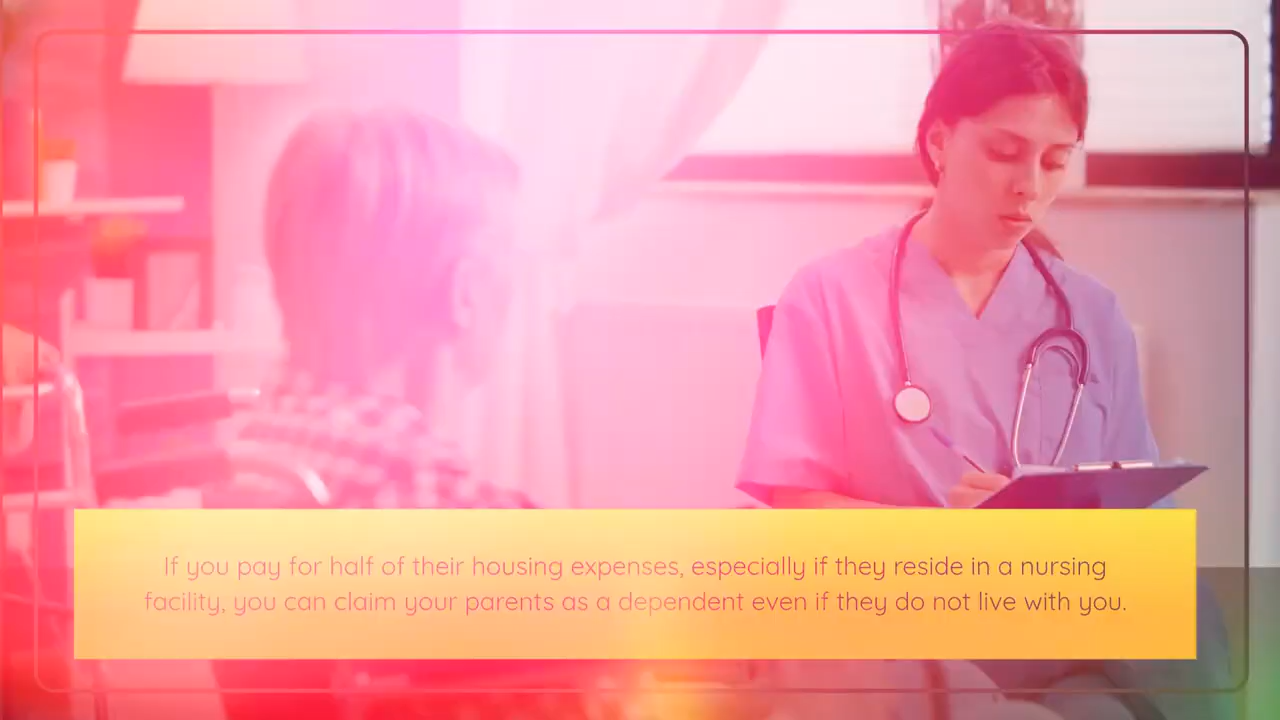 If you pay for half of their housing expenses, especially if they reside in a nursing
facility, you can claim your parents as a dependent even if they do not live with you.